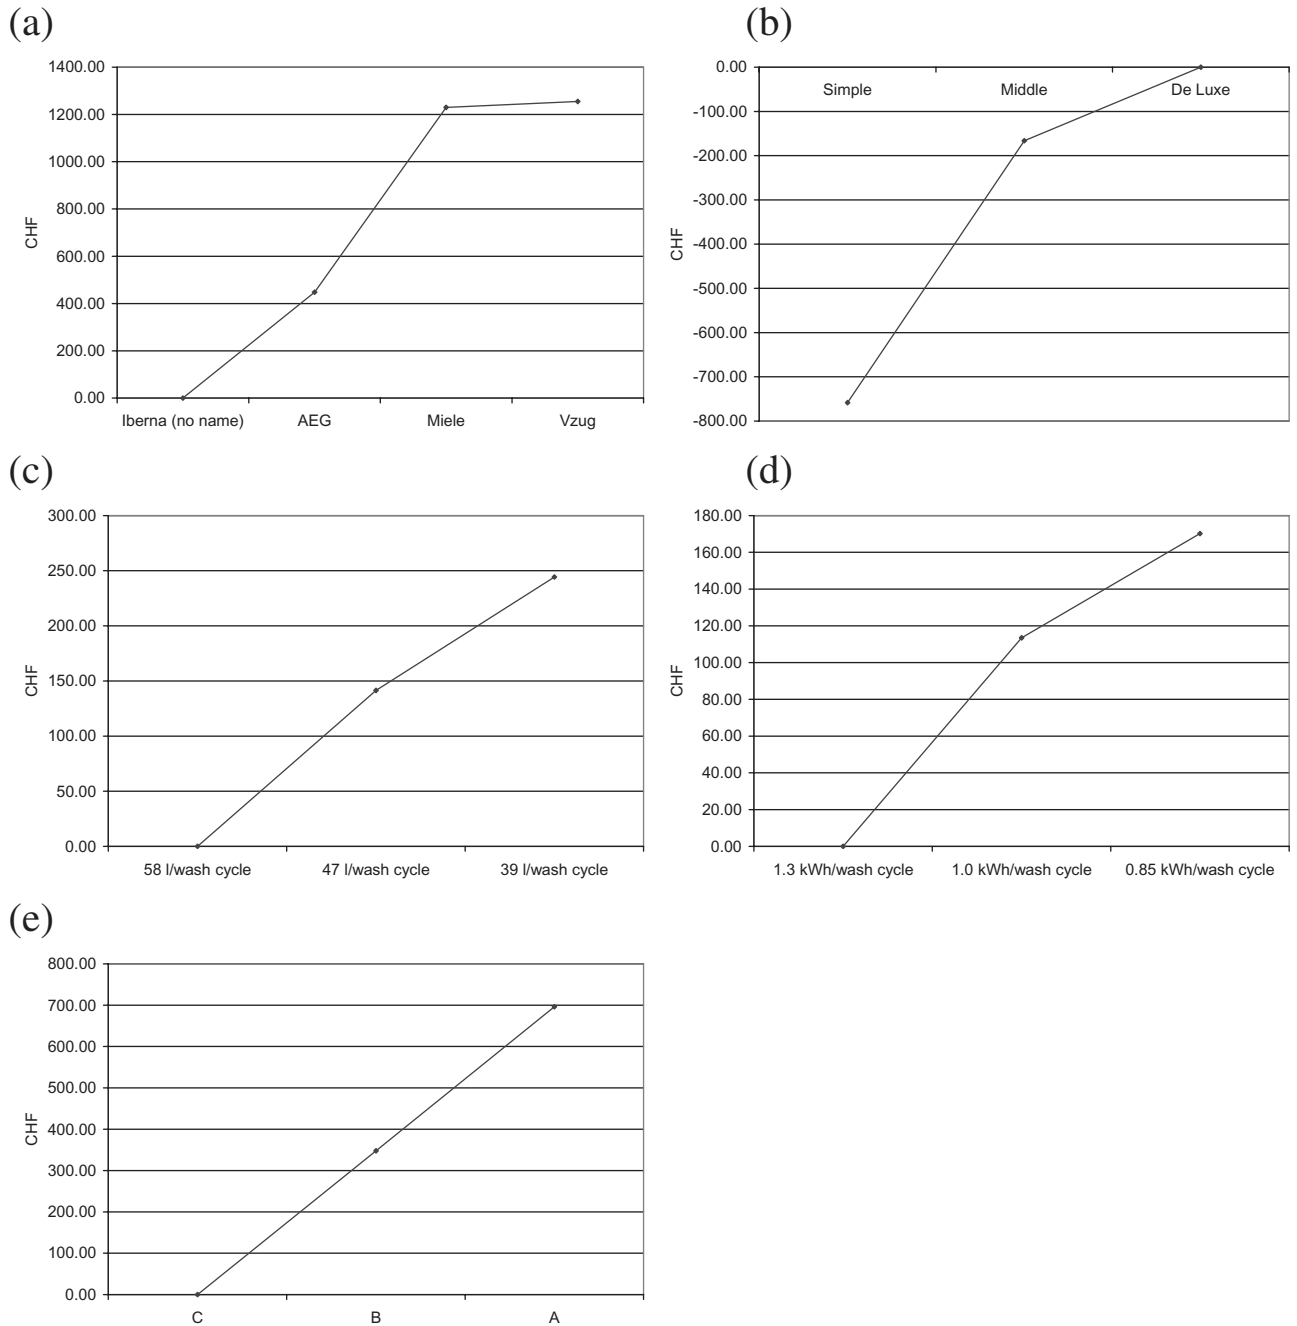 (a)
1400.00
1200.00
1000.00
800.00
600.00
400.00
200.00
0.00
CHF
Iberna (no name) AEG Miele Vzug
(b)
0.00
-100.00
-200.00
-300.00
-400.00
-500.00
-600.00
-700.00
-800.00
CHF
Simple Middle De Luxe
(c)
300.00
250.00
200.00
150.00
100.00
50.00
0.00
CHF
58 l/wash cycle 47 l/wash cycle 39 l/wash cycle
(d)
180.00
160.00
140.00
120.00
100.00
80.00
60.00
40.00
20.00
0.00
CHF
1.3 kWh/wash cycle 1.0 kWh/wash cycle 0.85 kWh/wash cycle
(e)
800.00
700.00
600.00
500.00
400.00
300.00
200.00
100.00
0.00
CHF
C B A